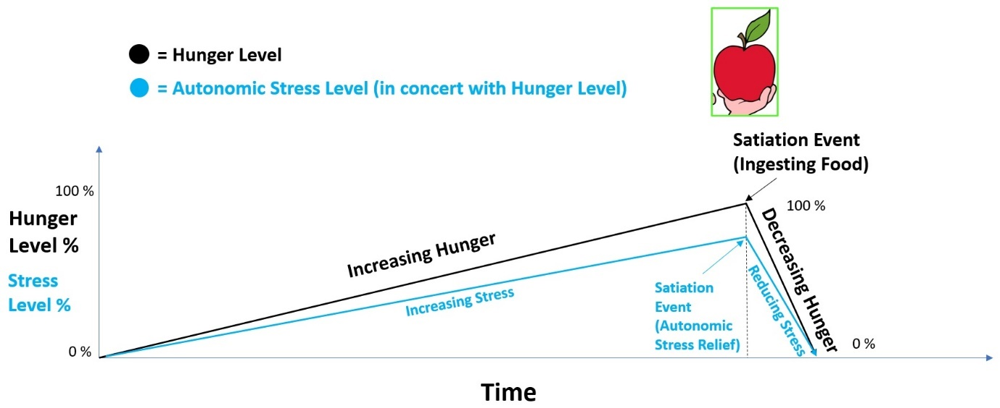 = Hunger Level
= Autonomic Stress Level (in concert with Hunger Level)
Satiation Event
(Ingesting Food)
100 %
100 %
Hunger
Level %
Stress
Level %
0 %
Increasing Hunger
Increasing Stress
Satiation
Event
(Autonomic
Stress Relief)
Decreasing Hunger
Reducing Stress
0 %
Time